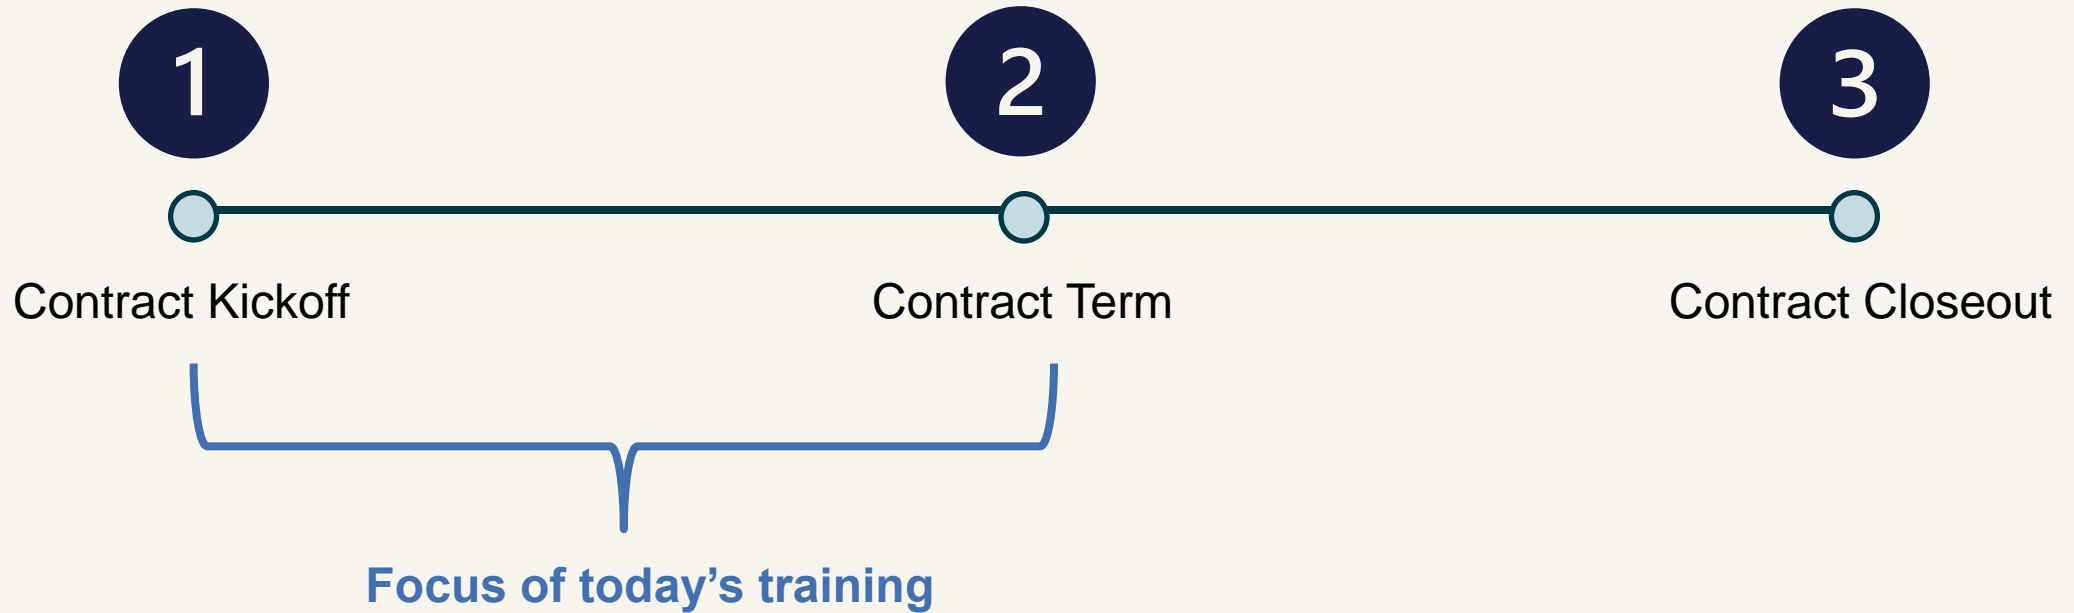 1
2
3
Contract Kickoff
Contract Term
Contract Closeout
Focus of today’s training